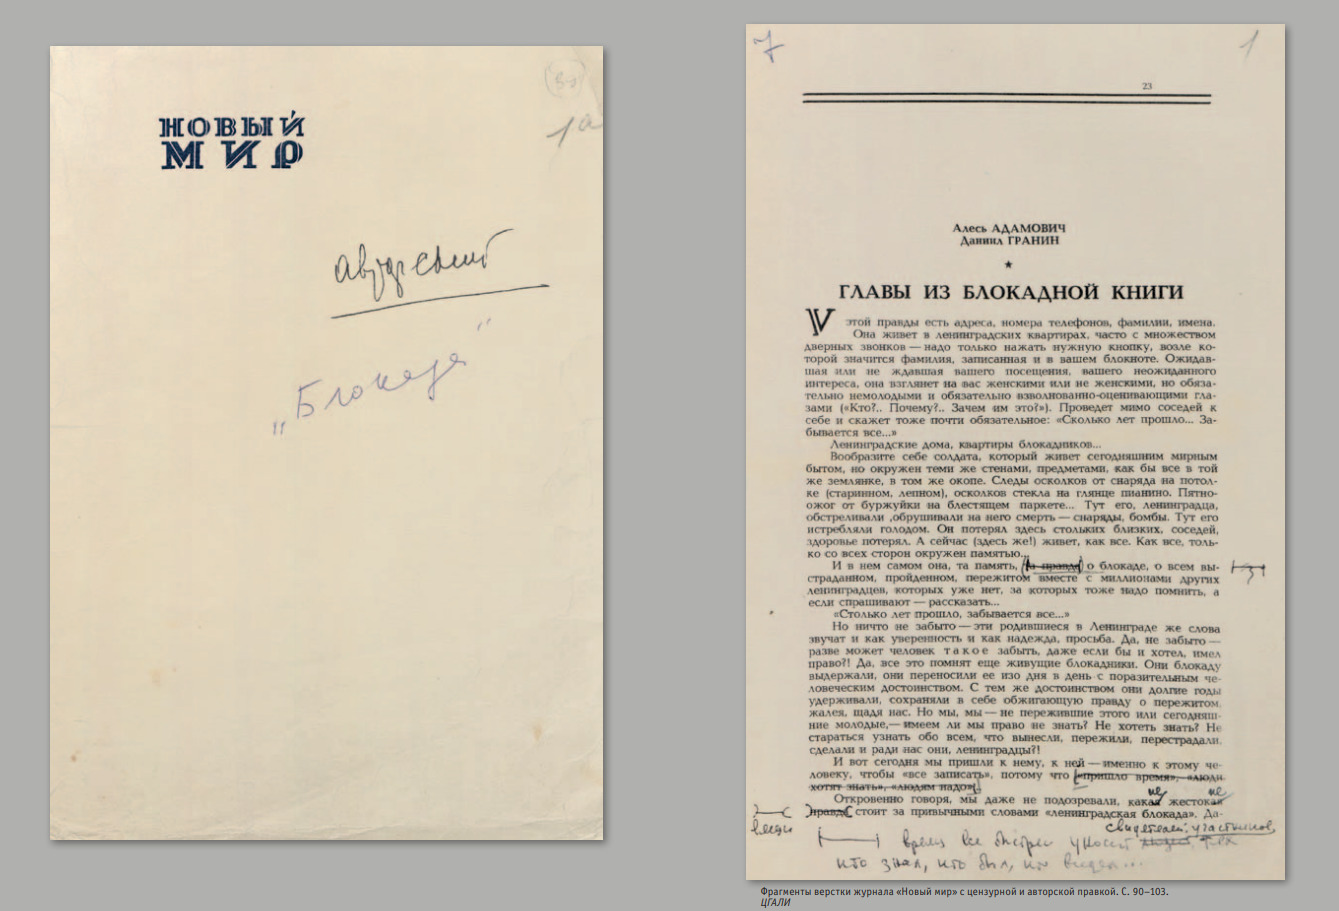 НОВЫЙ
МИР
1а
авторский
"Блокада"
7
1
23
Алесь АДАМОВИЧ
Даниил ГРАНИН
★
ГЛАВЫ ИЗ БЛОКАДНОЙ КНИГИ
У этой правды есть адреса, номера телефонов, фамилии, имена.
Она живет в ленинградских квартирах, часто с множеством
дверных звонков — надо только нажать нужную кнопку, возле ко-
торой значится фамилия, записанная и в вашем блокноте. Ожидав-
шая или не ждавшая вашего посещения, вашего неожиданного
интереса, она взглянет на вас женскими или не женскими, но обяза-
тельно немолодыми и обязательно взволнованно-оценивающими гла-
зами («Кто?.. Почему?.. Зачем им это?»). Проведет мимо соседей к
себе и скажет тоже почти обязательное: «Сколько лет прошло... За-
бывается все...»
Ленинградские дома, квартиры блокадников...
Вообразите себе солдата, который живет сегодняшним мирным
бытом, но окружен теми же стенами, предметами, как бы все в той
же землянке, в том же окопе. Следы осколков от снаряда на потол-
ке (старинном, лепном), осколков стекла на глянце пианино. Пятно-
ожог от буржуйки на блестящем паркете... Тут его, ленинградца,
обстреливали ,обрушивали на него смерть — снаряды, бомбы. Тут его
истребляли голодом. Он потерял здесь стольких близких, соседей,
здоровье потерял. А сейчас (здесь же!) живет, как все. Как все, толь-
ко со всех сторон окружен памятью...
И в нем самом она, та память, та правда о блокаде, о всем вы-
страданном, пройденном, пережитом вместе с миллионами других
ленинградцев, которых уже нет, за которых тоже надо помнить, а
если спрашивают — рассказать...
«Столько лет прошло, забывается все...»
Но ничто не забыто — эти родившиеся в Ленинграде же слова
звучат и как уверенность и как надежда, просьба. Да, не забыто —
разве может человек такое забыть, даже если бы и хотел, имел
право?! Да, все это помнят еще живущие блокадники. Они блокаду
выдержали, они переносили ее изо дня в день с поразительным че-
ловеческим достоинством. С тем же достоинством они долгие годы
удерживали, сохраняли в себе обжигающую правду о пережитом,
жалея, щадя нас. Но мы, мы — не пережившие этого или сегодняш-
ние молодые,— имеем ли мы право не знать? Не хотеть знать? Не
стараться узнать обо всем, что вынесли, пережили, перестрадали,
сделали и ради нас они, ленинградцы?!
И вот сегодня мы пришли к нему, к ней — именно к этому че-
ловеку, чтобы «все записать», потому что «пришло время», «люди
хотят знать», «людям надо»
не не
Откровенно говоря, мы даже не подозревали, какая жестокая
правда стоит за привычными словами «ленинградская блокада». Да-
вещи
свидетелей, участников,
время все быстрее уносит тех
кто знал, кто был, кто видел...
Фрагменты верстки журнала «Новый мир» с цензурной и авторской правкой. С. 90–103.
ЦГАЛИ